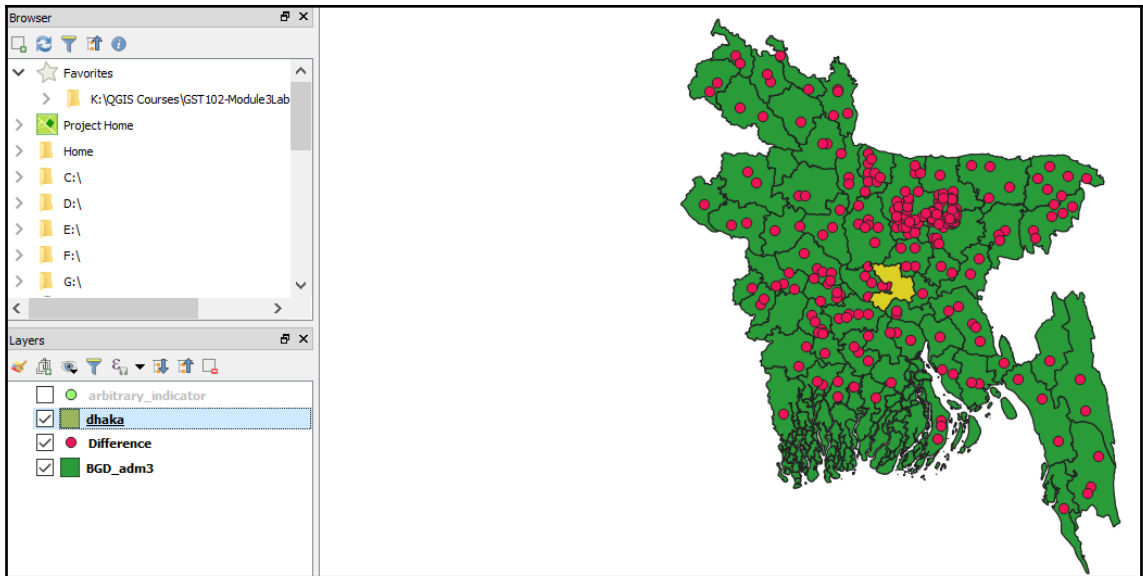 Browser
Favorites
K:\QGIS Courses\GST102-Module3Lab
Project Home
Home
C:\
D:\
E:\
F:\
G:\
Layers
arbitrary_indicator
dhaka
Difference
BGD_adm3